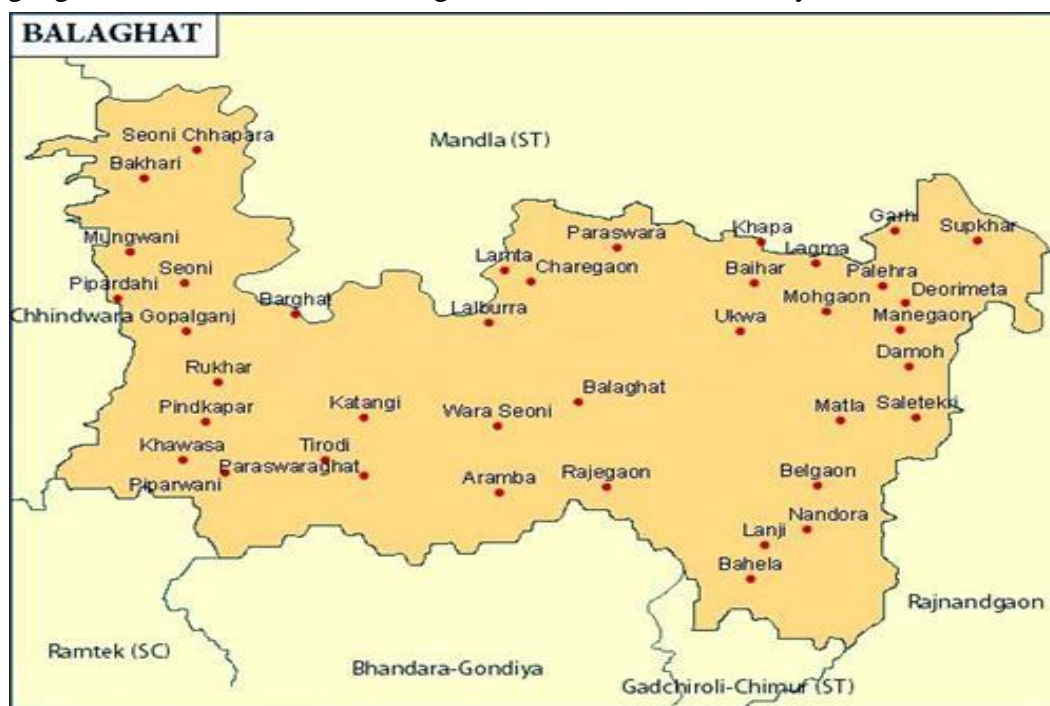 BALAGHAT
Seoni Chhapara
Mandla (ST)
Bakhari
Garhi
Mungwani
Paraswara
Khapa
Supkhar
Lamta
Lagma
Seoni
Charegaon
Baihar
Palehra
Pipardahi
Barghat
Mohgaon
Deorimeta
Chhindwara
Gopalganj
Lalburra
Ukwa
Manegaon
Rukhar
Damoh
Pindkapar
Katangi
Wara Seoni
Balaghat
Matla
Saletekri
Khawasa
Tirodi
Paraswaraghat
Piparwani
Aramba
Rajegaon
Belgaon
Nandora
Lanji
Bahela
Rajnandgaon
Ramtek (SC)
Bhandara-Gondiya
Gadchiroli-Chimur (ST)